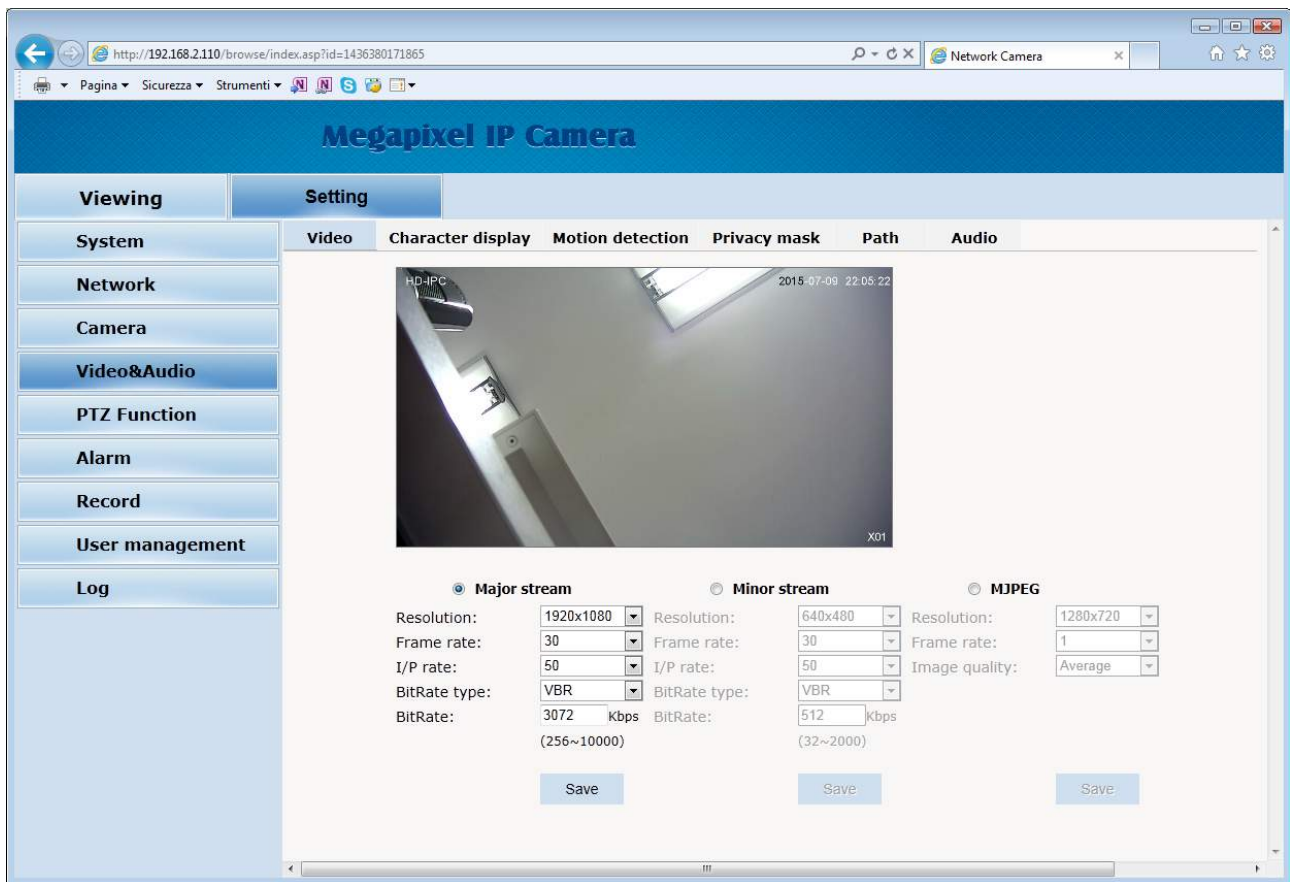 http://192.168.2.110/browse/index.asp?id=1436380171865
Network Camera
Pagina Sicurezza Strumenti
Megapixel IP Camera
Viewing Setting
System
Network
Camera
Video&Audio
PTZ Function
Alarm
Record
User management
Log
Video Character display Motion detection Privacy mask Path Audio
HD-IPC 2015-07-09 22:05:22
X01
Major stream Minor stream MJPEG
Resolution: 1920x1080 Resolution: 640x480 Resolution: 1280x720
Frame rate: 30 Frame rate: 30 Frame rate: 1
I/P rate: 50 I/P rate: 50 Image quality: Average
BitRate type: VBR BitRate type: VBR
BitRate: 3072 Kbps BitRate: 512 Kbps
(256~10000) (32~2000)
Save Save Save